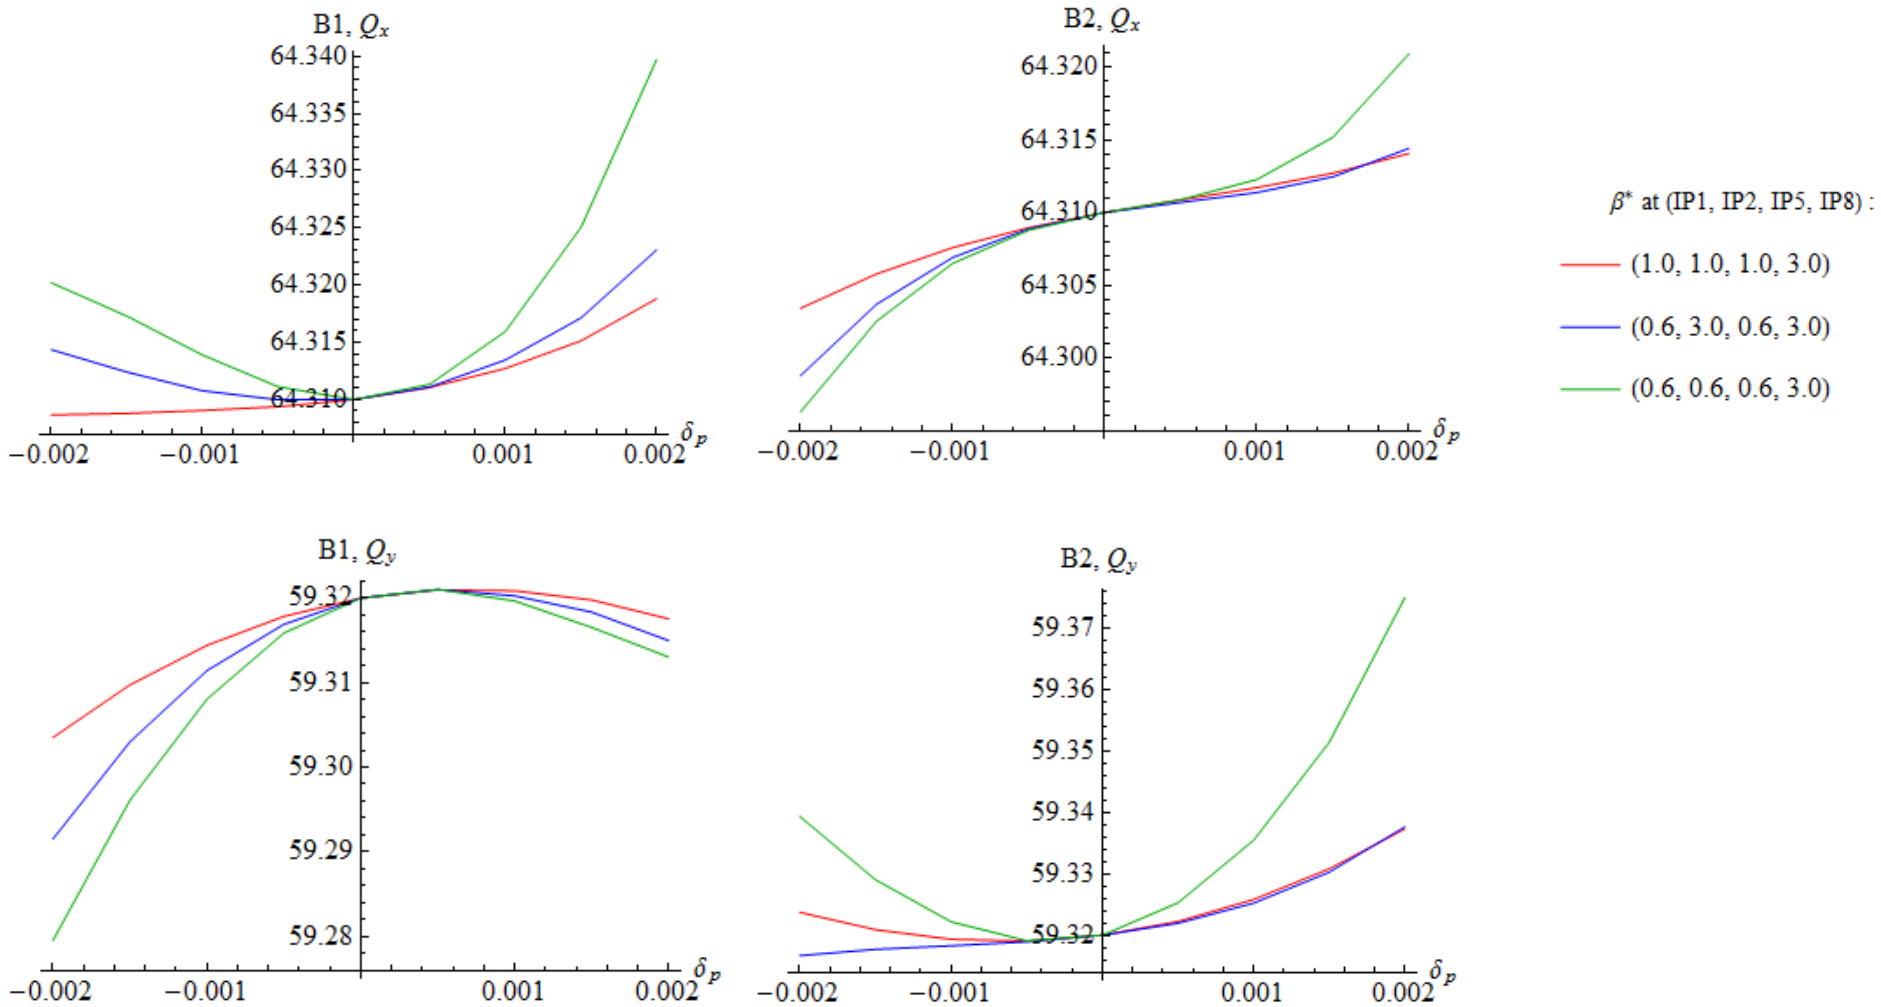 B1, Qx
64.340
64.335
64.330
64.325
64.320
64.315
64.310
−0.002 −0.001 0.001 0.002 δp
B2, Qx
64.320
64.315
64.310
64.305
64.300
−0.002 −0.001 0.001 0.002 δp
β* at (IP1, IP2, IP5, IP8) :
(1.0, 1.0, 1.0, 3.0)
(0.6, 3.0, 0.6, 3.0)
(0.6, 0.6, 0.6, 3.0)
B1, Qy
59.32
59.31
59.30
59.29
59.28
−0.002 −0.001 0.001 0.002 δp
B2, Qy
59.37
59.36
59.35
59.34
59.33
59.32
−0.002 −0.001 0.001 0.002 δp